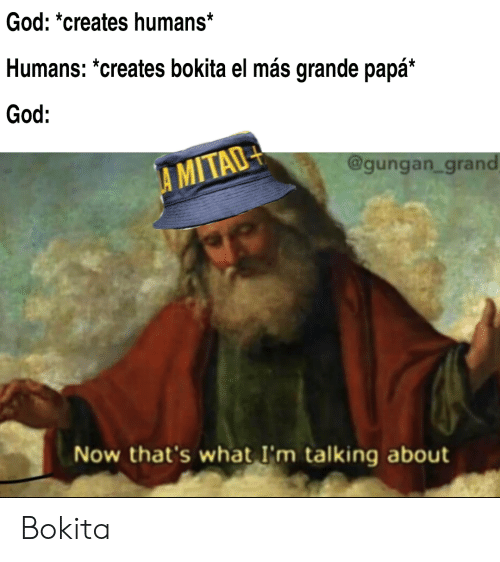 God: *creates humans*
Humans: *creates bokita el más grande papá*
God:
A MITAD+
@gungan_grand
Now that's what I'm talking about
Bokita